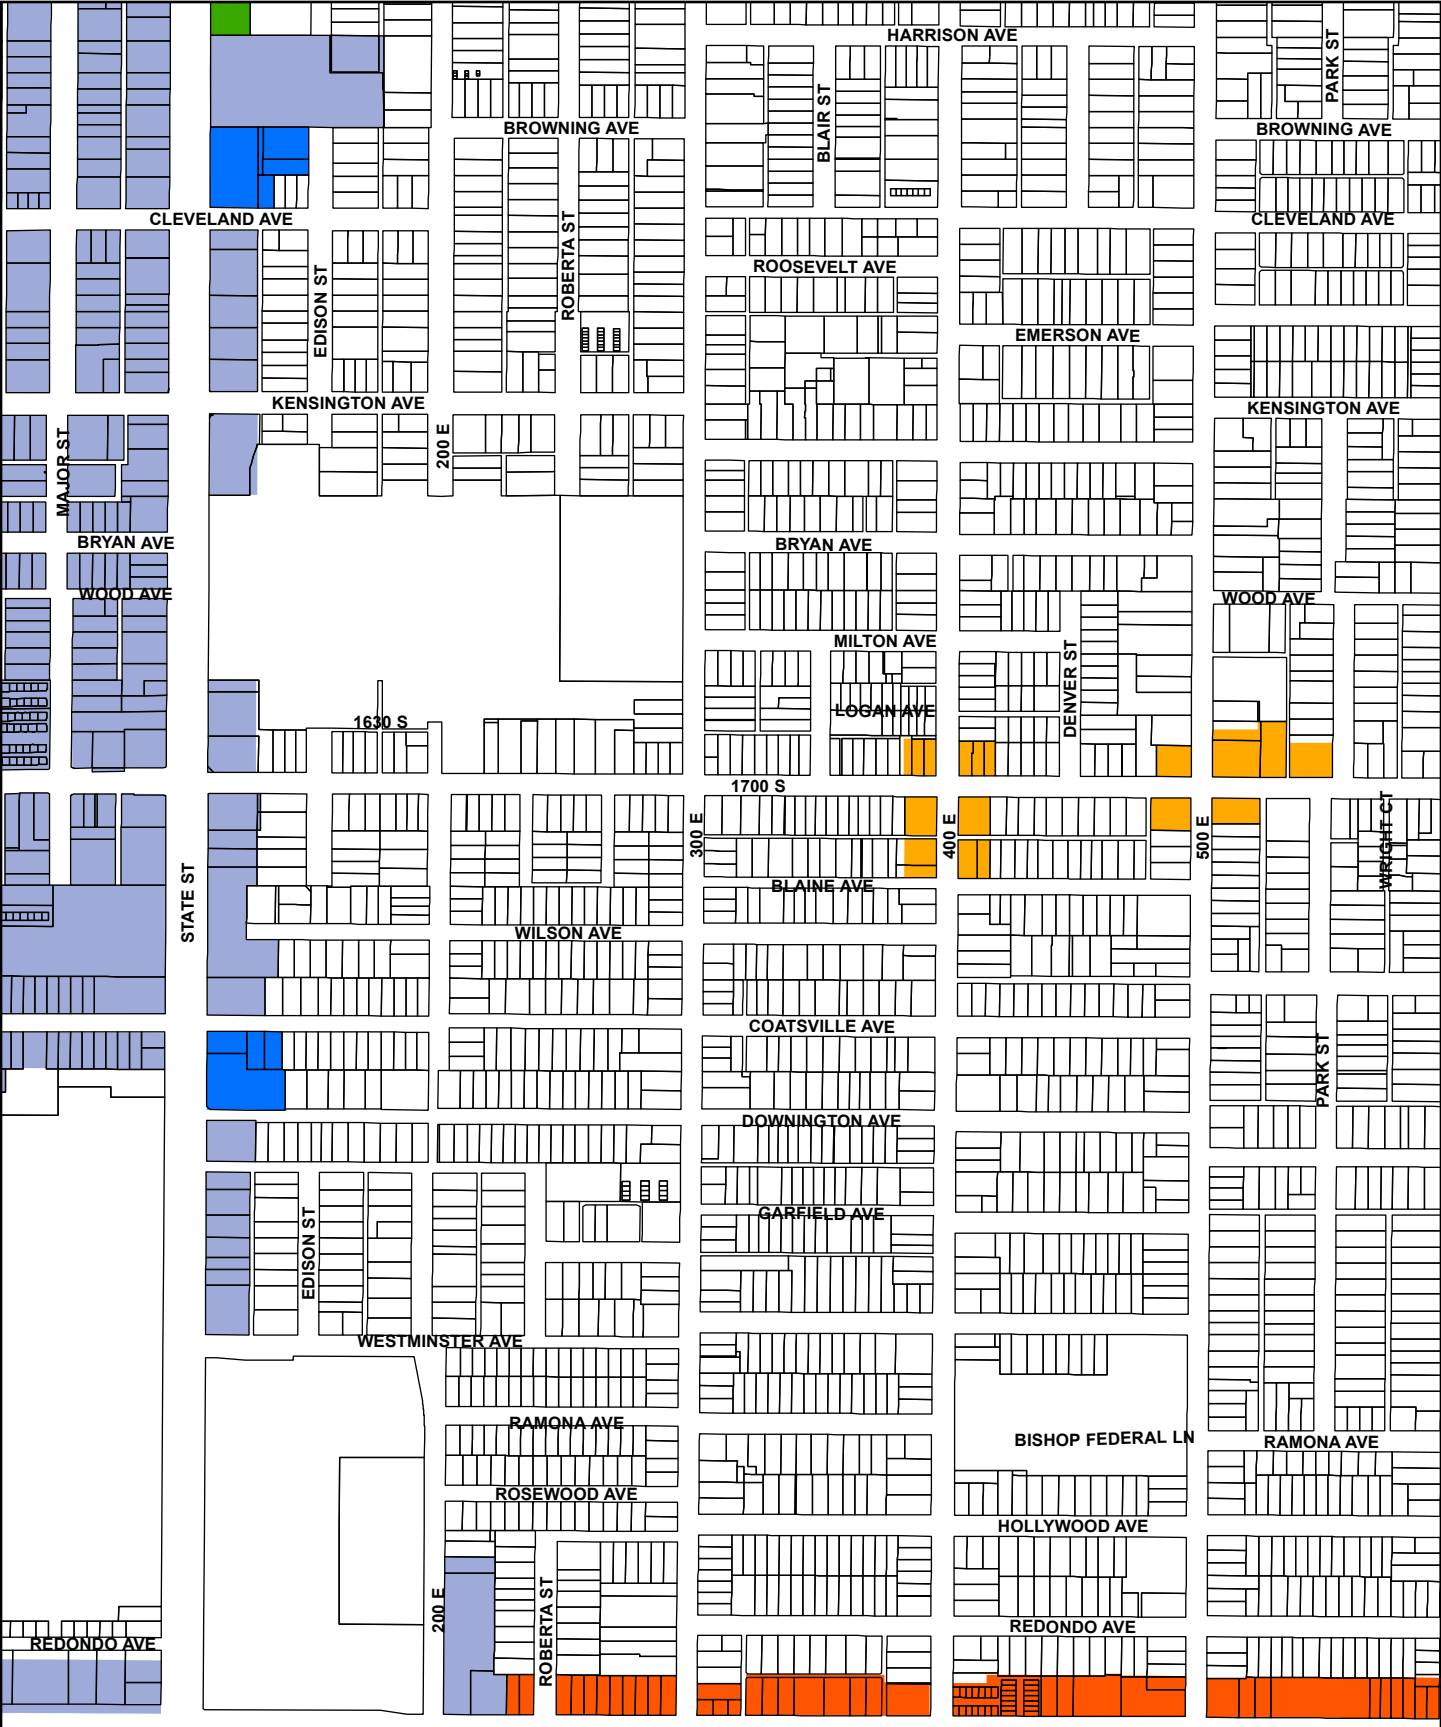 HARRISON AVE
PARK ST
BLAIR ST
BROWNING AVE
BROWNING AVE
CLEVELAND AVE
CLEVELAND AVE
ROBERTA ST
ROOSEVELT AVE
EDISON ST
EMERSON AVE
KENSINGTON AVE
KENSINGTON AVE
200 E
MAJOR ST
BRYAN AVE
BRYAN AVE
WOOD AVE
WOOD AVE
MILTON AVE
DENVER ST
LOGAN AVE
1630 S
1700 S
300 E
400 E
500 E
WRIGHT CT
BLAINE AVE
STATE ST
WILSON AVE
COATSVILLE AVE
PARK ST
DOWNINGTON AVE
GARFIELD AVE
EDISON ST
WESTMINSTER AVE
RAMONA AVE
BISHOP FEDERAL LN
RAMONA AVE
ROSEWOOD AVE
HOLLYWOOD AVE
200 E
ROBERTA ST
REDONDO AVE
REDONDO AVE